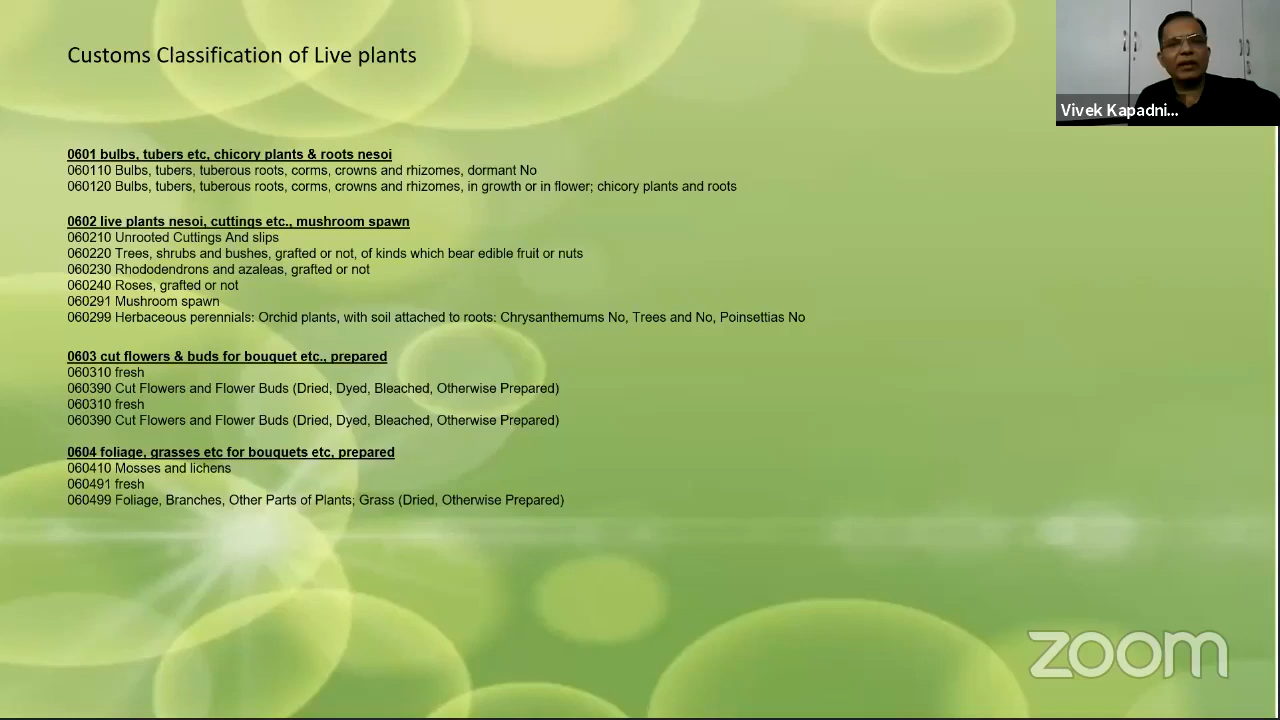 Customs Classification of Live plants
Vivek Kapadni...
0601 bulbs, tubers etc, chicory plants & roots nesoi
060110 Bulbs, tubers, tuberous roots, corms, crowns and rhizomes, dormant No
060120 Bulbs, tubers, tuberous roots, corms, crowns and rhizomes, in growth or in flower; chicory plants and roots
0602 live plants nesoi, cuttings etc., mushroom spawn
060210 Unrooted Cuttings And slips
060220 Trees, shrubs and bushes, grafted or not, of kinds which bear edible fruit or nuts
060230 Rhododendrons and azaleas, grafted or not
060240 Roses, grafted or not
060291 Mushroom spawn
060299 Herbaceous perennials: Orchid plants, with soil attached to roots: Chrysanthemums No, Trees and No, Poinsettias No
0603 cut flowers & buds for bouquet etc., prepared
060310 fresh
060390 Cut Flowers and Flower Buds (Dried, Dyed, Bleached, Otherwise Prepared)
060310 fresh
060390 Cut Flowers and Flower Buds (Dried, Dyed, Bleached, Otherwise Prepared)
0604 foliage, grasses etc for bouquets etc, prepared
060410 Mosses and lichens
060491 fresh
060499 Foliage, Branches, Other Parts of Plants; Grass (Dried, Otherwise Prepared)
zoom